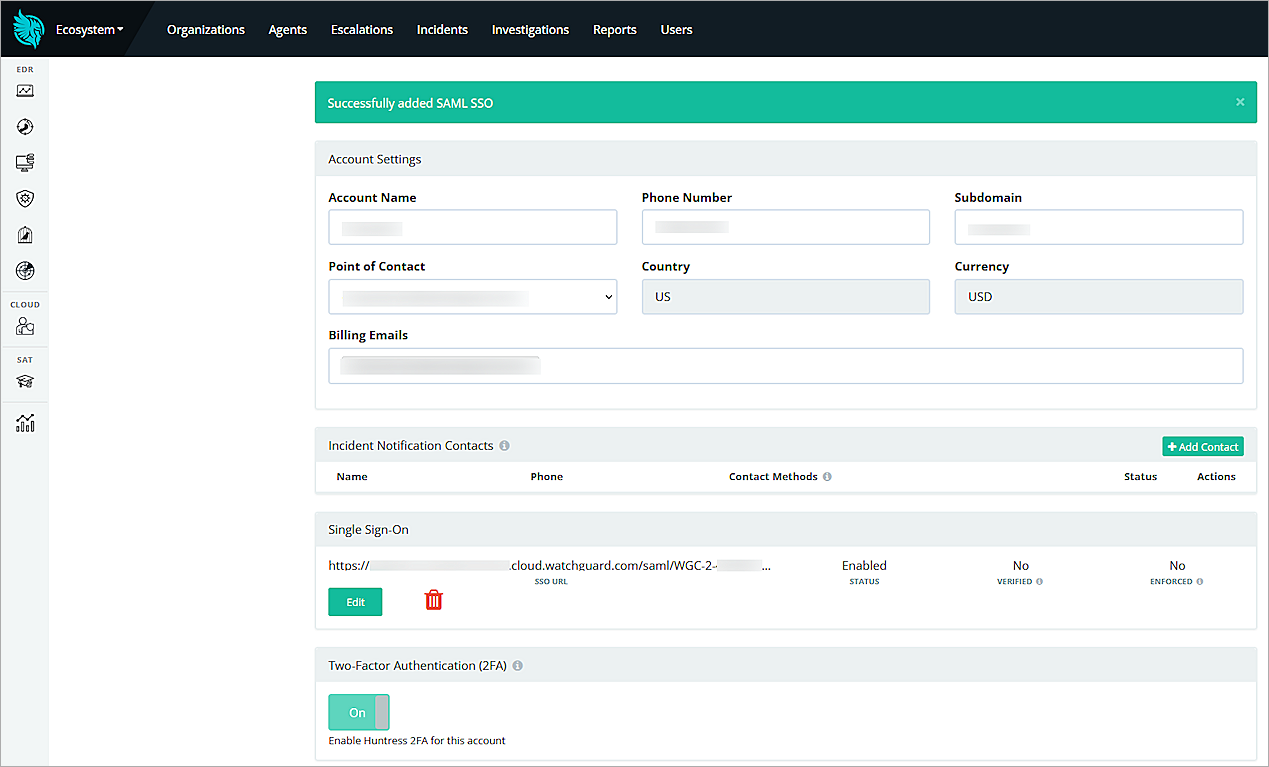 Ecosystem Organizations Agents Escalations Incidents Investigations Reports Users
EDR
CLOUD
SAT
Successfully added SAML SSO ×
Account Settings
Account Name Phone Number Subdomain
Point of Contact Country Currency
US USD
Billing Emails
Incident Notification Contacts + Add Contact
Name Phone Contact Methods Status Actions
Single Sign-On
https:// .cloud.watchguard.com/saml/WGC-2- ... Enabled No No
SSO URL STATUS VERIFIED ENFORCED
Edit
Two-Factor Authentication (2FA)
On
Enable Huntress 2FA for this account